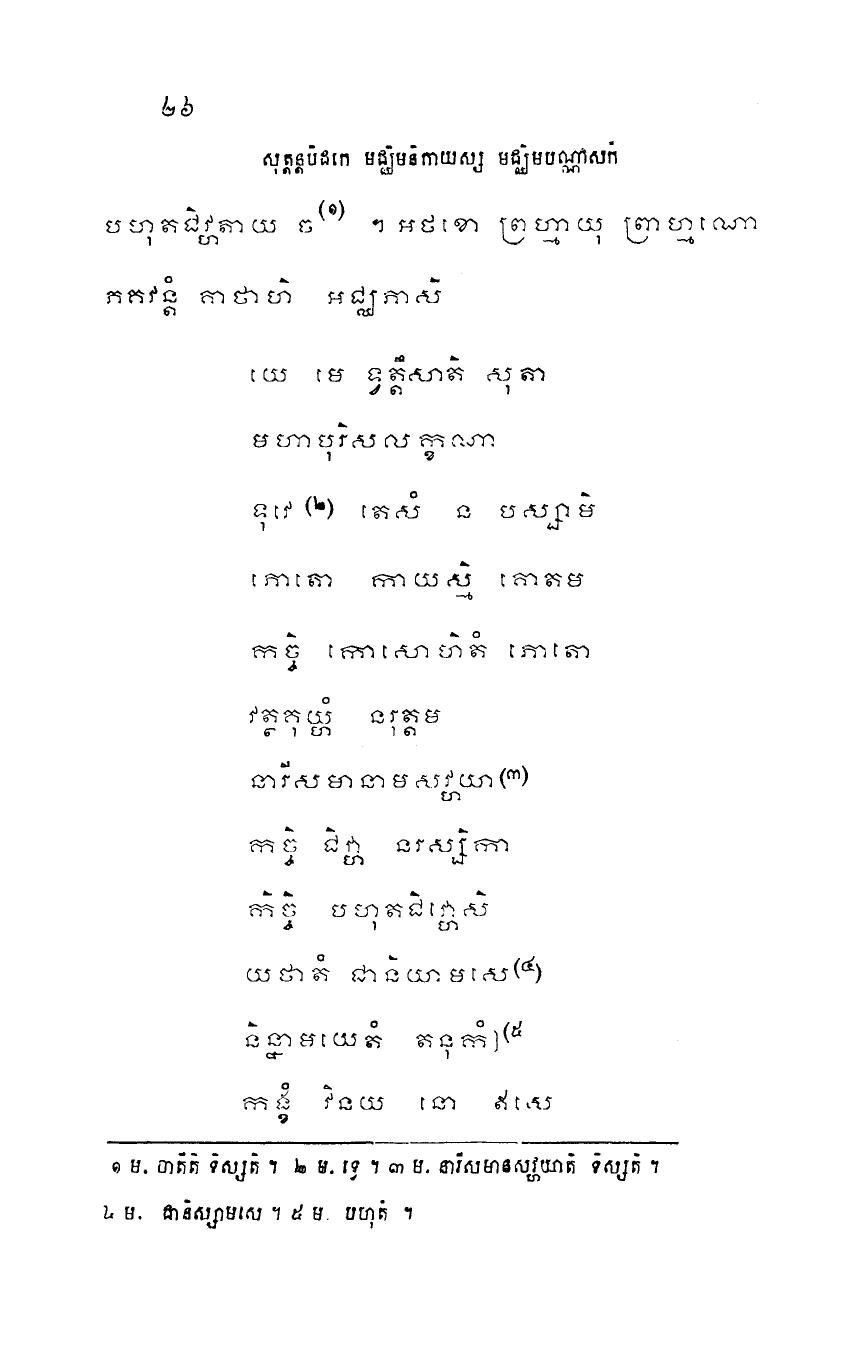 ២៦
សុត្តន្តបិដកេ មជ្ឈិមនិកាយស្ស មជ្ឈិមបណ្ណាសកំ
បហុតជិវ្ហតាយ ច(១) ។ អថខោ ព្រហ្មាយុ ព្រាហ្មណោ
ភគវន្តំ គាថាហិ អជ្ឈភាសិ
យេ មេ ទ្វត្តឹសាតិ សុតា
មហាបុរិសលក្ខណា
ទុវេ(២) តេសំ ន បស្សាមិ
ភោតោ កាយស្មិ គោតម
កច្ចិ កោសោហិតំ ភោតោ
វត្ថគុយ្ហំ នរុត្តម
នារីសមានាមសវ្ហយា(៣)
កច្ចិ ជិវ្ហា នរស្សិកា
កិច្ចិ បហុតជិវ្ហេសិ
យថាតំ ជានិយាមសេ(៤)
និន្នាមយេតំ តនុកំ](៥
កង្ខំ វិនយ នោ ឥសេ
១ ម. ចាតីតិ ទិស្សតិ ។ ២ ម. ទ្វេ ។ ៣ ម. នារីសមានសវ្ហយាតិ ទិស្សតិ ។
៤ ម. ជានិស្សាមសេ ។ ៥ ម. បហុតំ ។